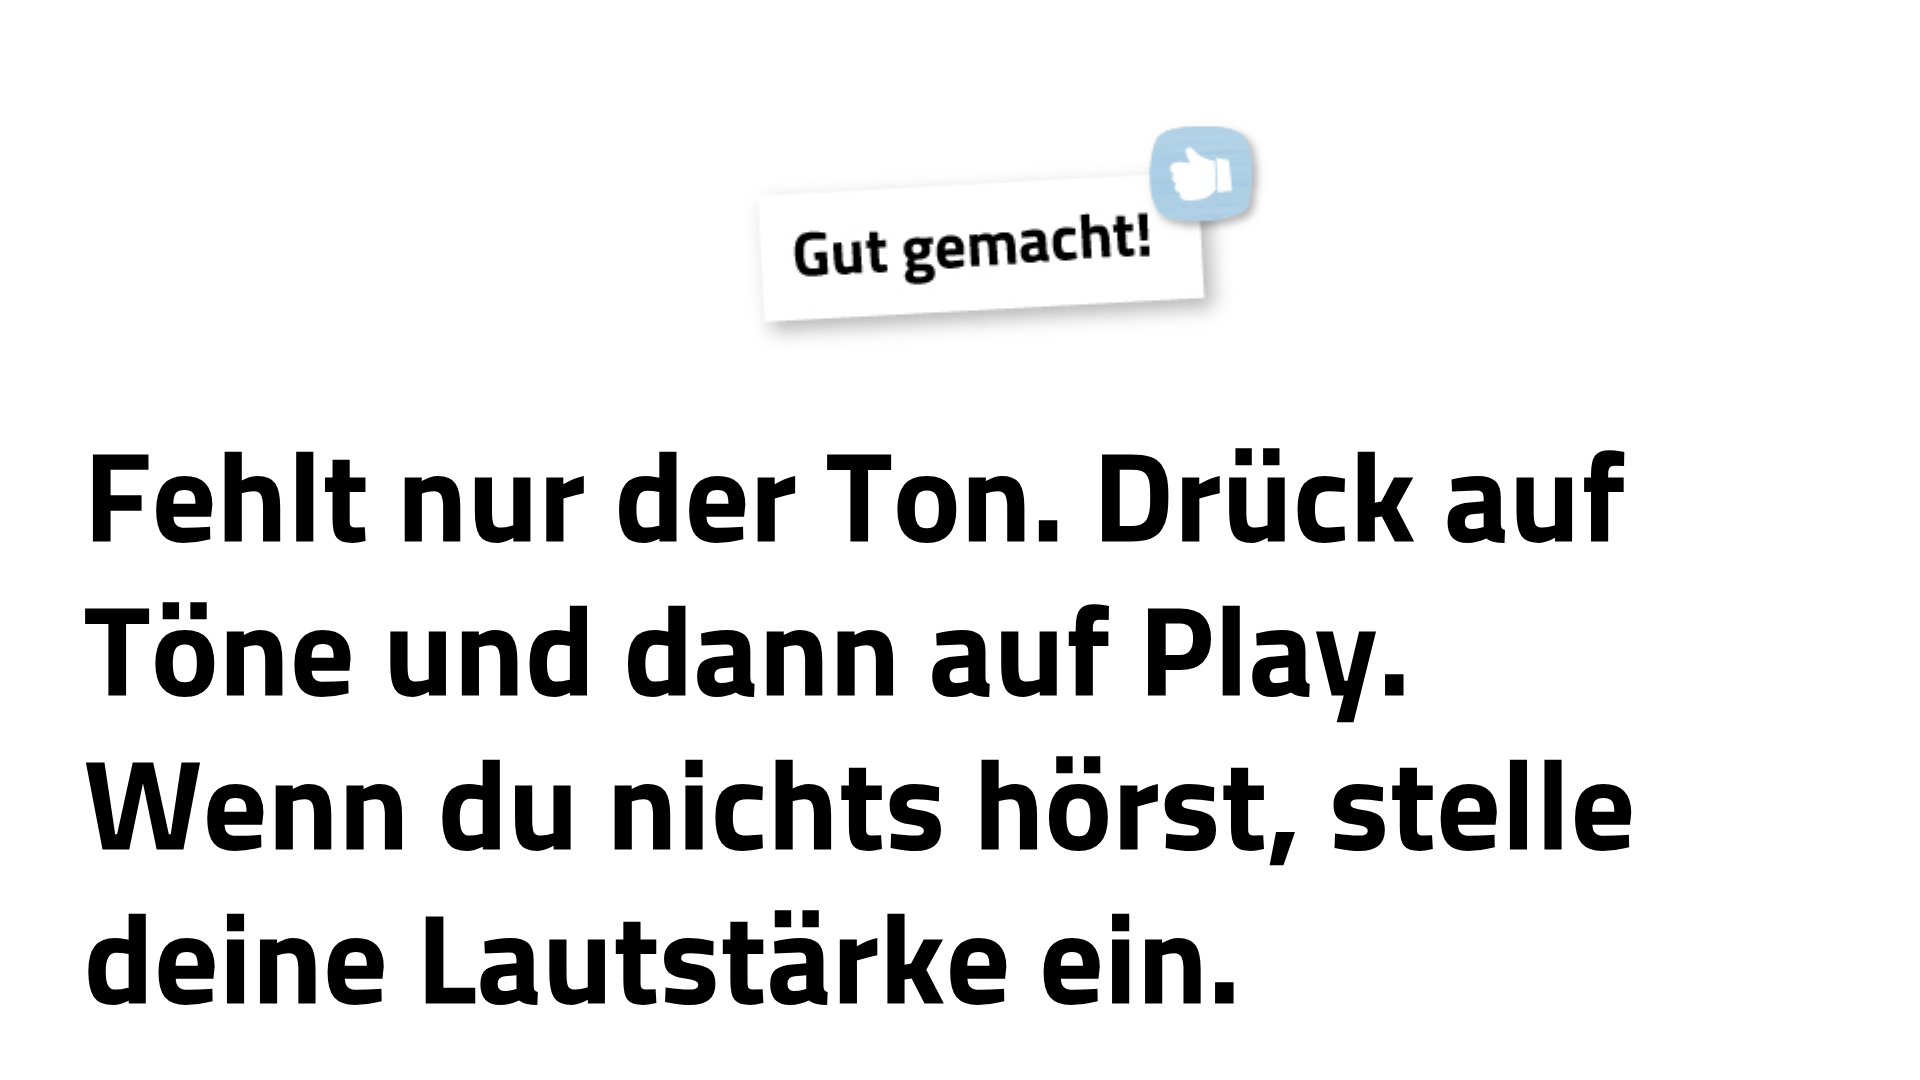 Gut gemacht!
Fehlt nur der Ton. Drück auf
Töne und dann auf Play.
Wenn du nichts hörst, stelle
deine Lautstärke ein.